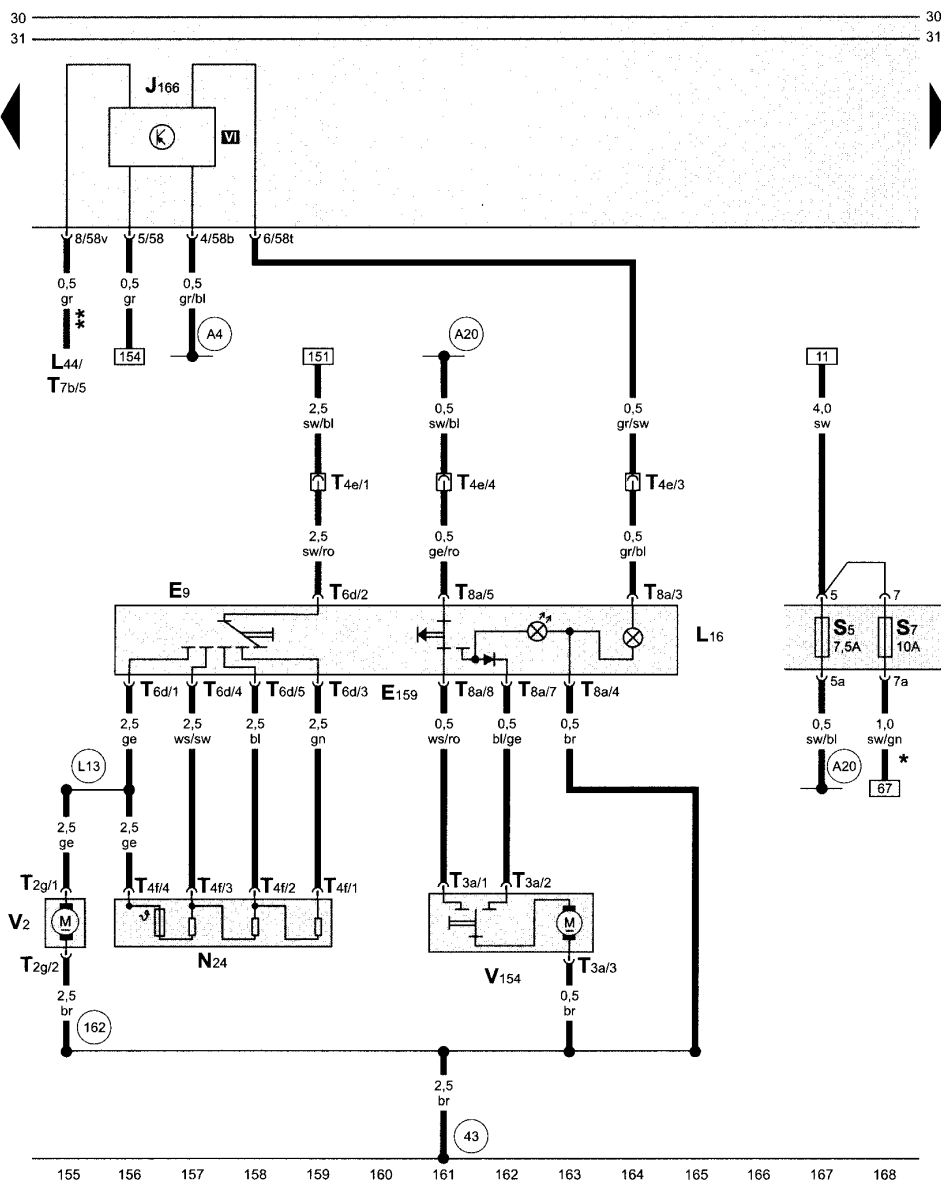 30 30
31 31
J166
VI
8/58v 5/58 4/58b 6/58t
0,5 0,5 0,5
gr gr gr/bl
**
A4 A20
L44/ 154 151 11
T7b/5
2,5 0,5 0,5 4,0
sw/bl sw/bl gr/sw sw
T4e/1 T4e/4 T4e/3
2,5 0,5 0,5
sw/ro ge/ro gr/bl
E9 T6d/2 T8a/5 T8a/3 5 7
L16 S5 S7
7,5A 10A
T6d/1 T6d/4 T6d/5 T6d/3 E159 T8a/8 T8a/7 T8a/4 5a 7a
2,5 2,5 2,5 2,5 0,5 0,5 0,5 0,5 1,0
ge ws/sw bl gn ws/ro bl/ge br sw/bl sw/gn
*
L13 A20 67
2,5 2,5
ge ge
T2g/1 T4f/4 T4f/3 T4f/2 T4f/1 T3a/1 T3a/2
V2 M M
N24 V154
T2g/2 T3a/3
2,5 0,5
br br
162
2,5
br
43
155 156 157 158 159 160 161 162 163 164 165 166 167 168